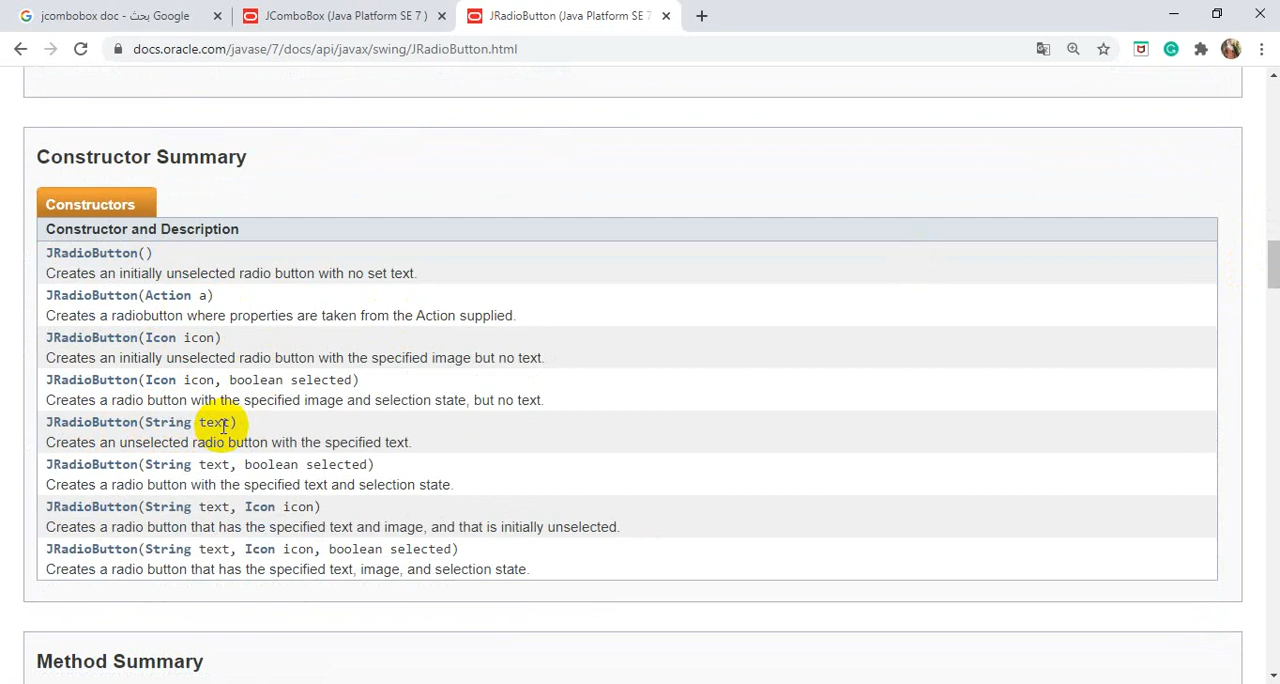 jcombobox doc - بحث Google
JComboBox (Java Platform SE 7 )
JRadioButton (Java Platform SE 7
docs.oracle.com/javase/7/docs/api/javax/swing/JRadioButton.html
Constructor Summary
Constructors
Constructor and Description
JRadioButton()
Creates an initially unselected radio button with no set text.
JRadioButton(Action a)
Creates a radiobutton where properties are taken from the Action supplied.
JRadioButton(Icon icon)
Creates an initially unselected radio button with the specified image but no text.
JRadioButton(Icon icon, boolean selected)
Creates a radio button with the specified image and selection state, but no text.
JRadioButton(String text)
Creates an unselected radio button with the specified text.
JRadioButton(String text, boolean selected)
Creates a radio button with the specified text and selection state.
JRadioButton(String text, Icon icon)
Creates a radio button that has the specified text and image, and that is initially unselected.
JRadioButton(String text, Icon icon, boolean selected)
Creates a radio button that has the specified text, image, and selection state.
Method Summary